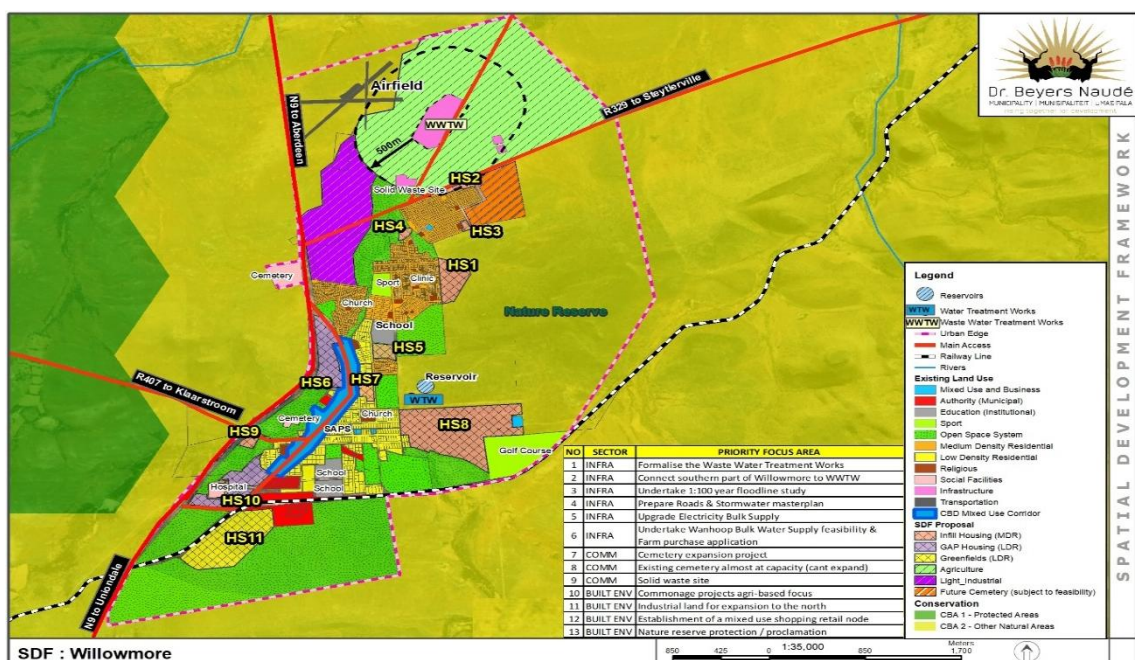 Dr. Beyers Naudé
MUNICIPALITY | MUNISIPALITEIT | UMASIPALA
SPATIAL DEVELOPMENT FRAMEWORK
N9 to Aberdeen
Airfield
WWTW
500m
R329 to Steytlerville
Solid Waste Site
HS2
HS4
HS3
HS1
Cemetery
Sport
Clinic
Church
School
Nature Reserve
HS5
HS6
HS7
Reservoir
WTW
R407 to Klaarstroom
Cemetery
Church
SAPS
HS8
HS9
Golf Course
School
School
Hospital
HS10
HS11
N9 to Uniondale
Legend
Reservoirs
WTW Water Treatment Works
WWTW Waste Water Treatment Works
Urban Edge
Main Access
Railway Line
Rivers
Existing Land Use
Mixed Use and Business
Authority (Municipal)
Education (Institutional)
Sport
Open Space System
Medium Density Residential
Low Density Residential
Religious
Social Facilities
Infrastructure
Transportation
CBD Mixed Use Corridor
SDF Proposal
Infill Housing (MDR)
GAP Housing (LDR)
Greenfields (LDR)
Agriculture
Light_Industrial
Future Cemetery (subject to feasibility)
Conservation
CBA 1 - Protected Areas
CBA 2 - Other Natural Areas
NO SECTOR PRIORITY FOCUS AREA
1 INFRA Formalise the Waste Water Treatment Works
2 INFRA Connect southern part of Willowmore to WWTW
3 INFRA Undertake 1:100 year floodline study
4 INFRA Prepare Roads & Stormwater masterplan
5 INFRA Upgrade Electricity Bulk Supply
6 INFRA Undertake Wanhoop Bulk Water Supply feasibility &
Farm purchase application
7 COMM Cemetery expansion project
8 COMM Existing cemetery almost at capacity (cant expand)
9 COMM Solid waste site
10 BUILT ENV Commonage projects agri-based focus
11 BUILT ENV Industrial land for expansion to the north
12 BUILT ENV Establishment of a mixed use shopping retail node
13 BUILT ENV Nature reserve protection / proclamation
SDF : Willowmore
1:35,000
Meters
850 425 0 850 1,700